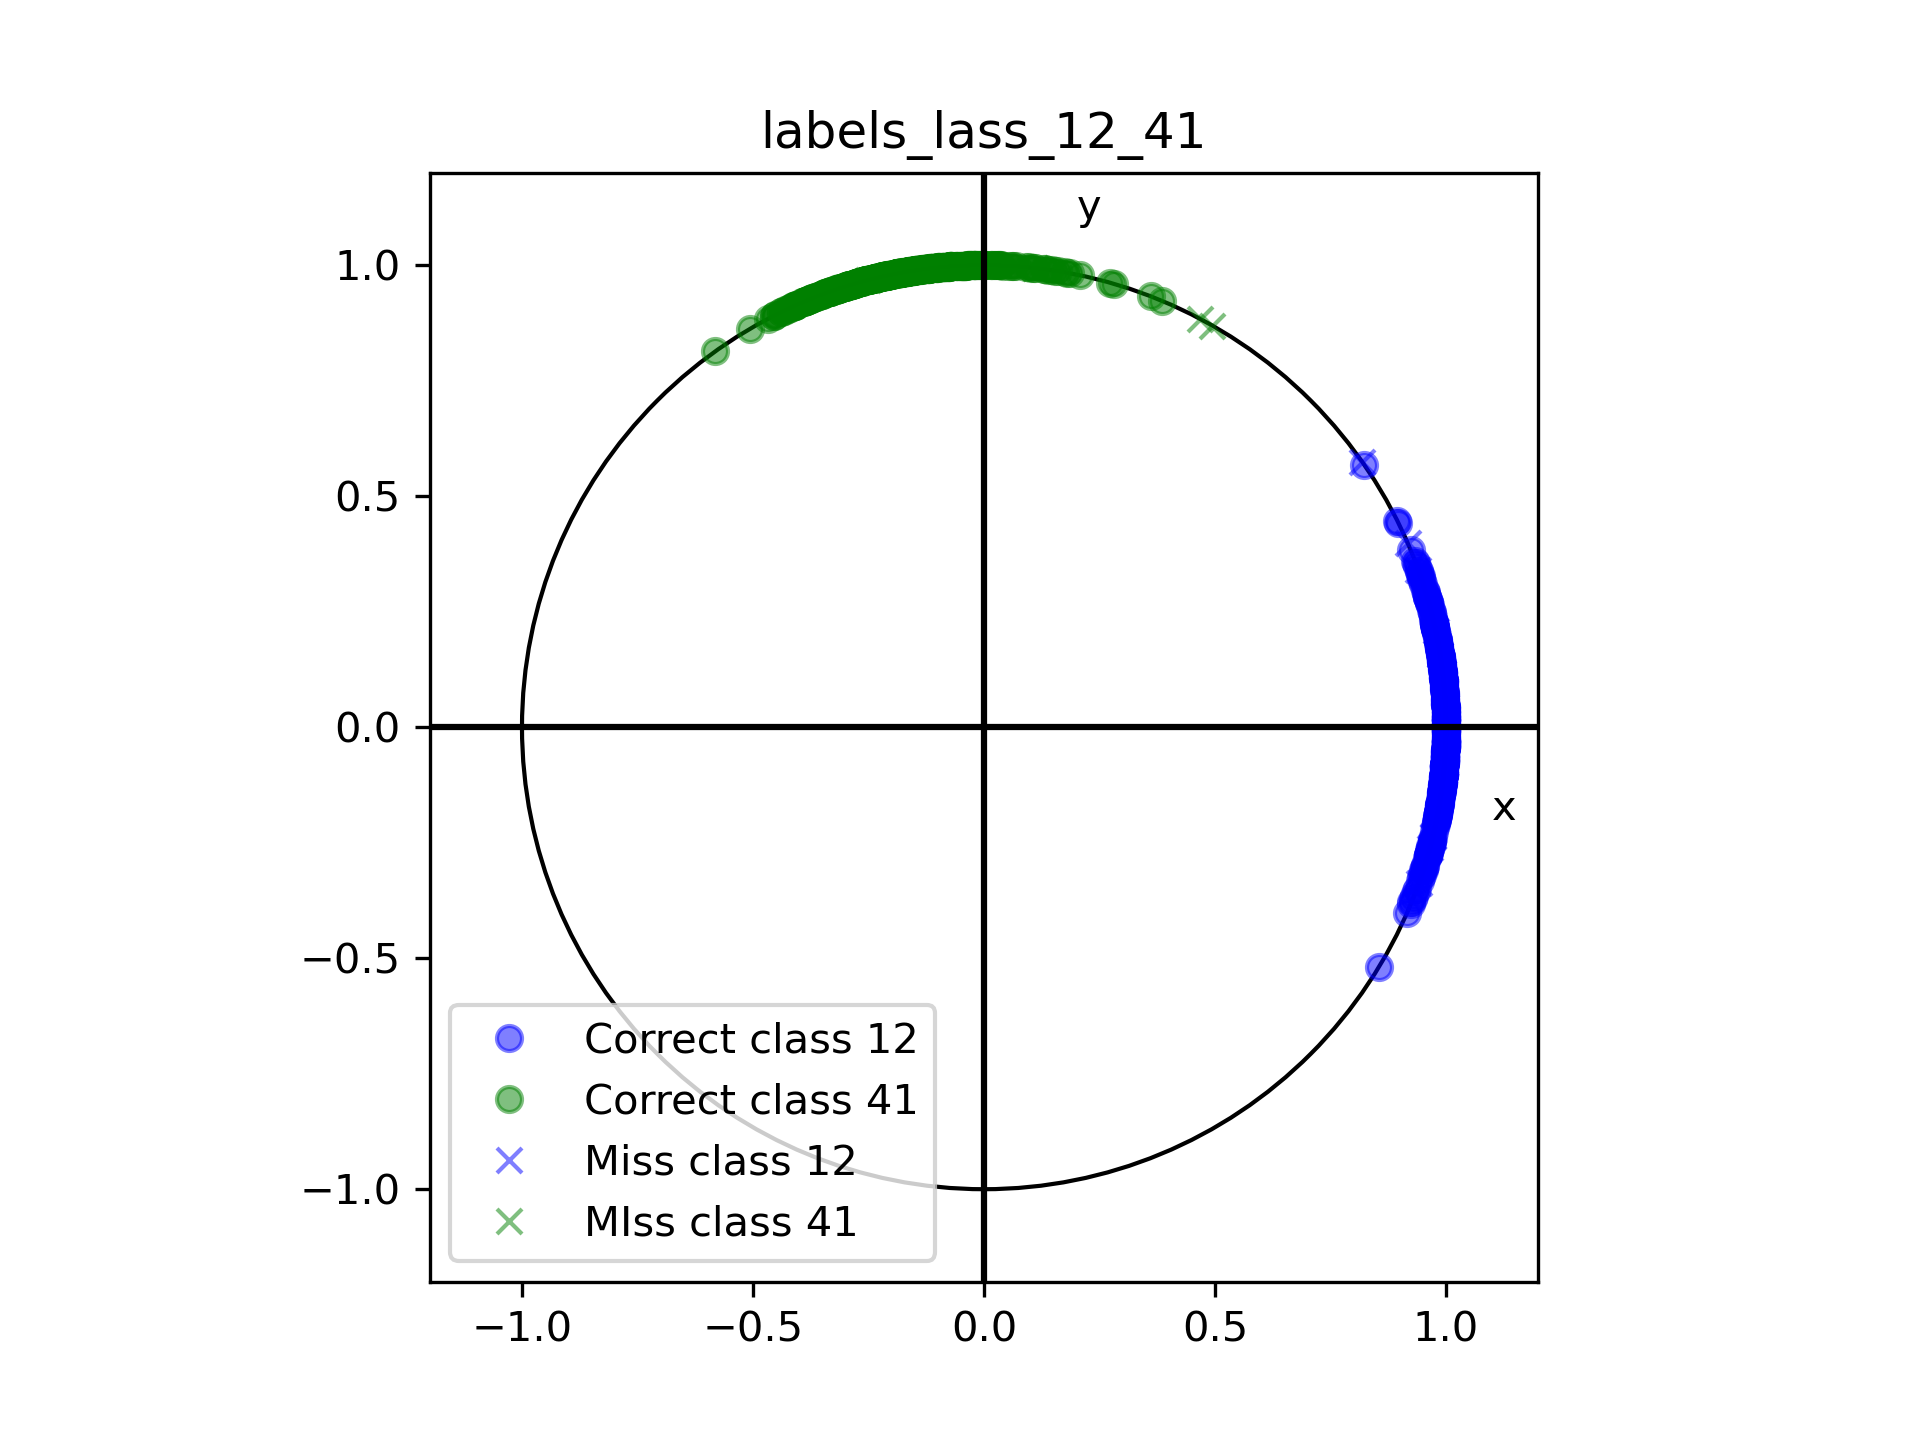 labels_lass_12_41
y
1.0
0.5
0.0
−0.5
−1.0
x
Correct class 12
Correct class 41
Miss class 12
MIss class 41
−1.0 −0.5 0.0 0.5 1.0